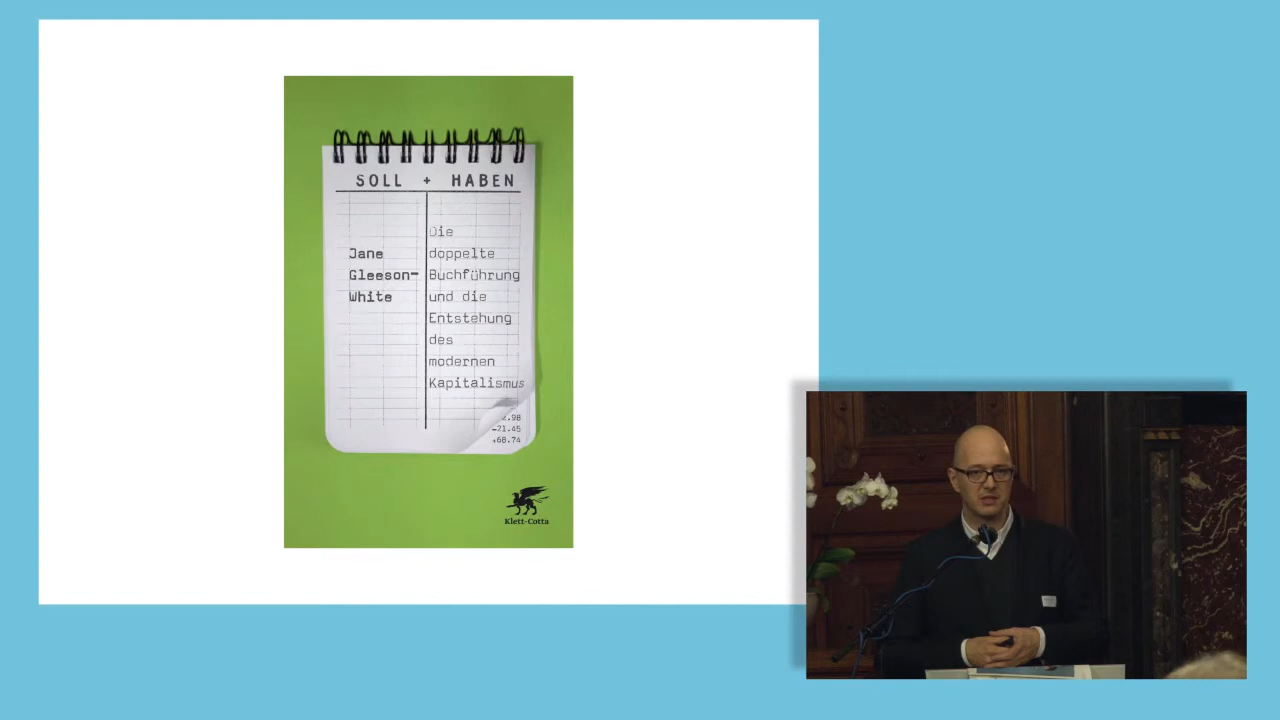 SOLL + HABEN
Jane
Gleeson-
White
Die
doppelte
Buchführung
und die
Entstehung
des
modernen
Kapitalismus
-21.45
+68.74
Klett-Cotta